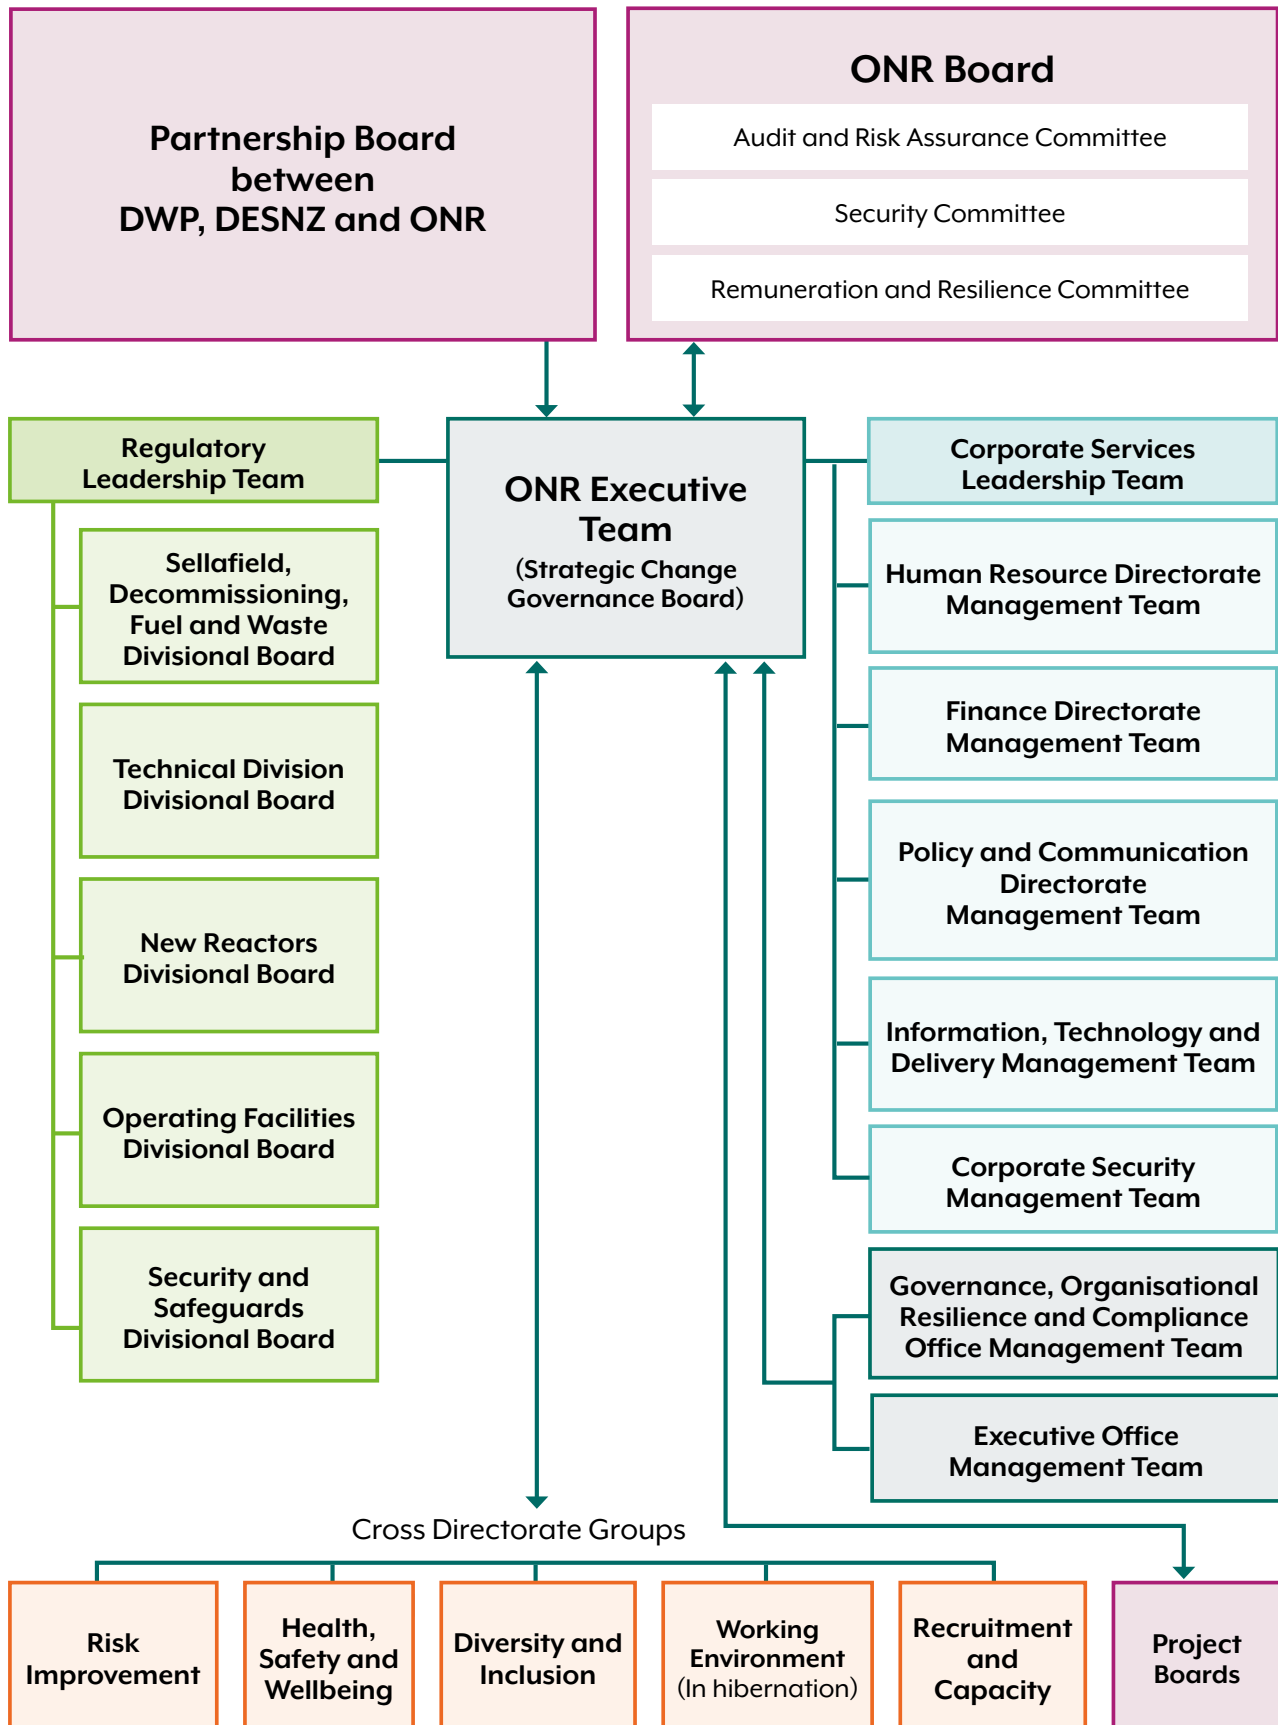 Partnership Board
between
DWP, DESNZ and ONR
ONR Board
Audit and Risk Assurance Committee
Security Committee
Remuneration and Resilience Committee
Regulatory
Leadership Team
Sellafield,
Decommissioning,
Fuel and Waste
Divisional Board
Technical Division
Divisional Board
New Reactors
Divisional Board
Operating Facilities
Divisional Board
Security and
Safeguards
Divisional Board
ONR Executive
Team
(Strategic Change
Governance Board)
Corporate Services
Leadership Team
Human Resource Directorate
Management Team
Finance Directorate
Management Team
Policy and Communication
Directorate
Management Team
Information, Technology and
Delivery Management Team
Corporate Security
Management Team
Governance, Organisational
Resilience and Compliance
Office Management Team
Executive Office
Management Team
Cross Directorate Groups
Risk
Improvement
Health,
Safety and
Wellbeing
Diversity and
Inclusion
Working
Environment
(In hibernation)
Recruitment
and
Capacity
Project
Boards